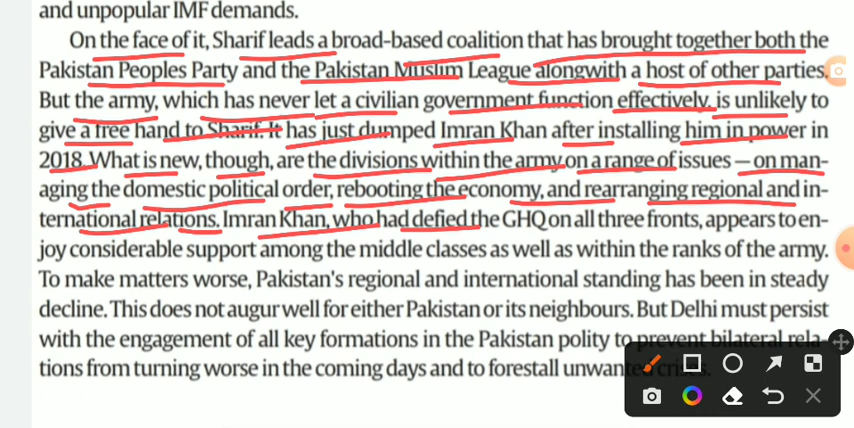 and unpopular IMF demands.
On the face of it, Sharif leads a broad-based coalition that has brought together both the
Pakistan Peoples Party and the Pakistan Muslim League alongwith a host of other parties.
But the army, which has never let a civilian government function effectively, is unlikely to
give a free hand to Sharif. It has just dumped Imran Khan after installing him in power in
2018. What is new, though, are the divisions within the army on a range of issues — on man-
aging the domestic political order, rebooting the economy, and rearranging regional and in-
ternational relations. Imran Khan, who had defied the GHQ on all three fronts, appears to en-
joy considerable support among the middle classes as well as within the ranks of the army.
To make matters worse, Pakistan's regional and international standing has been in steady
decline. This does not augur well for either Pakistan or its neighbours. But Delhi must persist
with the engagement of all key formations in the Pakistan polity to prevent bilateral rela-
tions from turning worse in the coming days and to forestall unwanted crises.